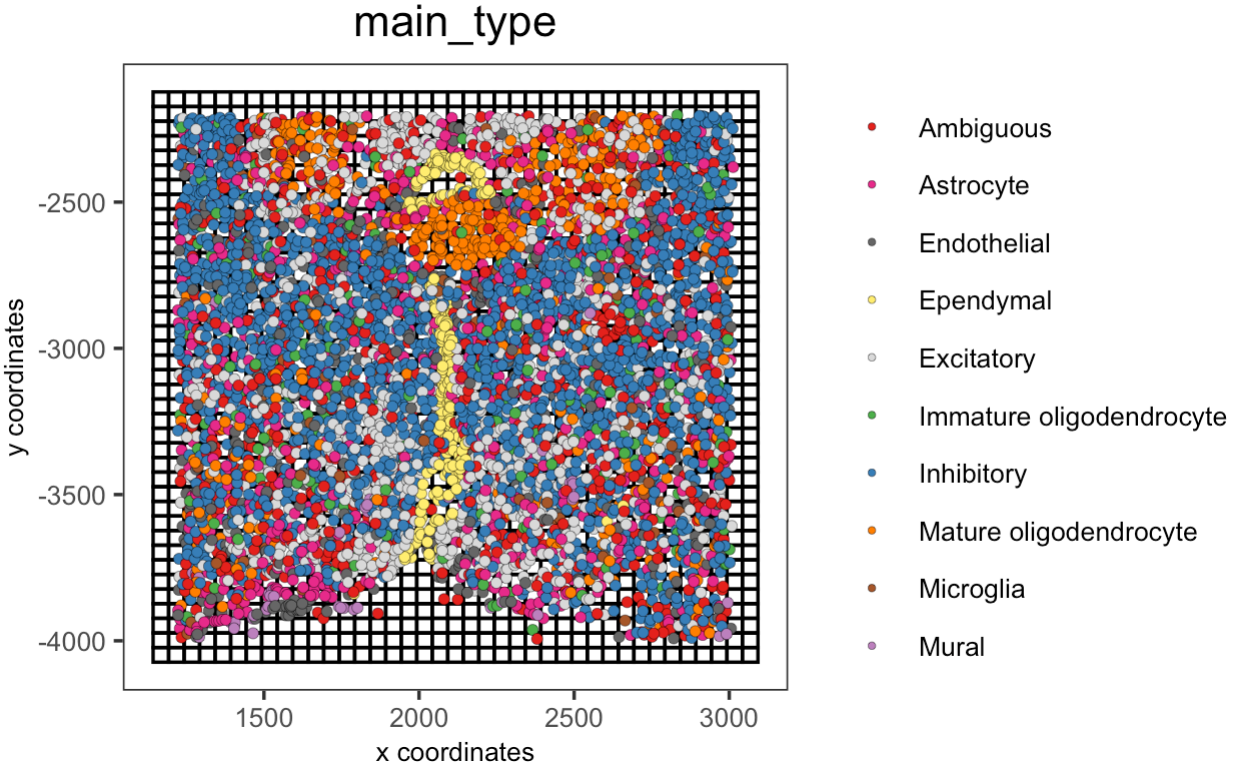 main_type
y coordinates
-2500
-3000
-3500
-4000
1500
2000
2500
3000
x coordinates
Ambiguous
Astrocyte
Endothelial
Ependymal
Excitatory
Immature oligodendrocyte
Inhibitory
Mature oligodendrocyte
Microglia
Mural